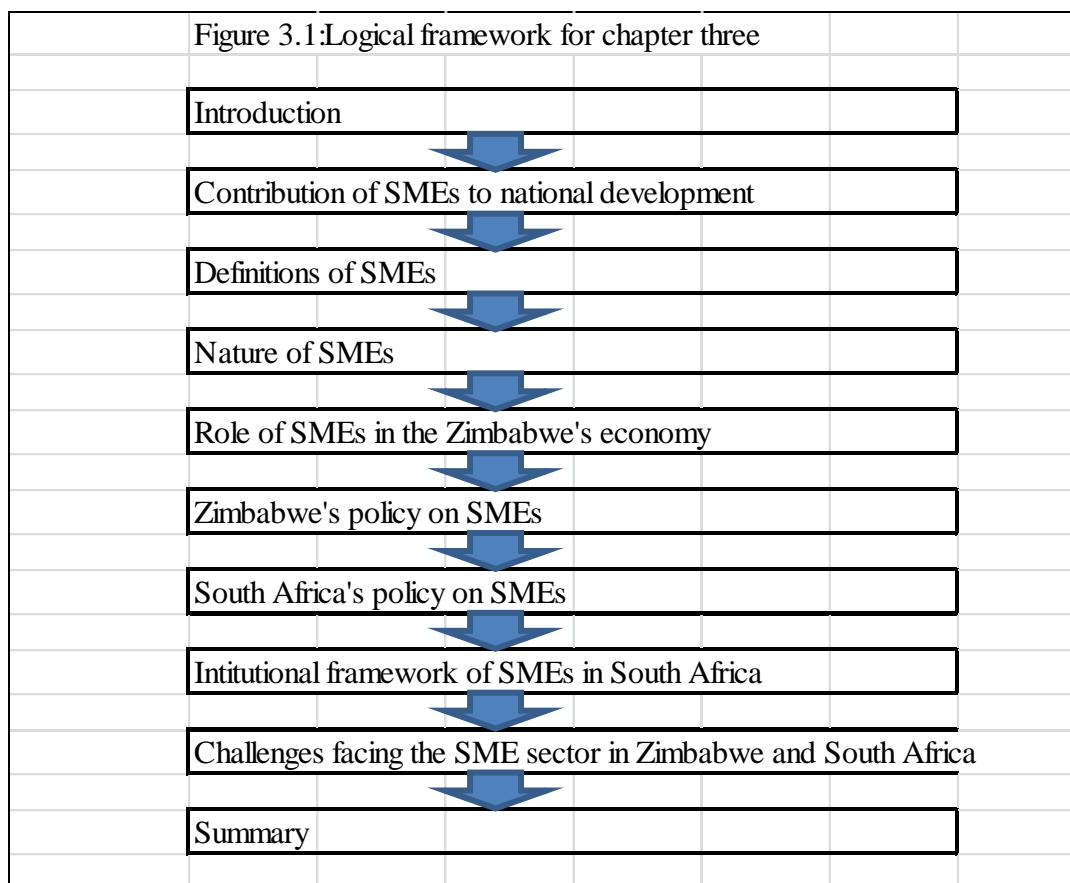 Figure 3.1:Logical framework for chapter three
Introduction
Contribution of SMEs to national development
Definitions of SMEs
Nature of SMEs
Role of SMEs in the Zimbabwe's economy
Zimbabwe's policy on SMEs
South Africa's policy on SMEs
Intitutional framework of SMEs in South Africa
Challenges facing the SME sector in Zimbabwe and South Africa
Summary